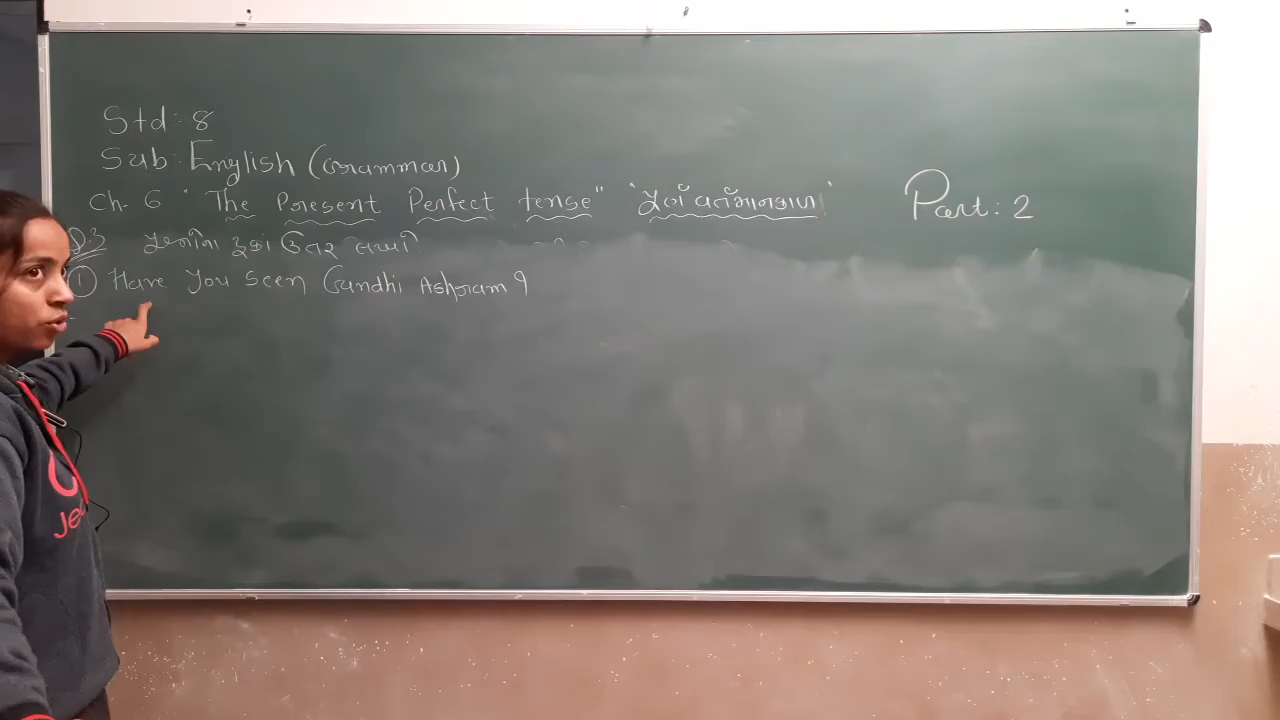 Std: 8
Sub: English (Grammar)
Ch- 6 "The Present Perfect tense" 'પૂર્ણ વર્તમાનકાળ'
Part: 2
Q.3 પ્રશ્નોના ટૂંકા ઉત્તર લખો
① Have you seen Gandhi Ashram ?